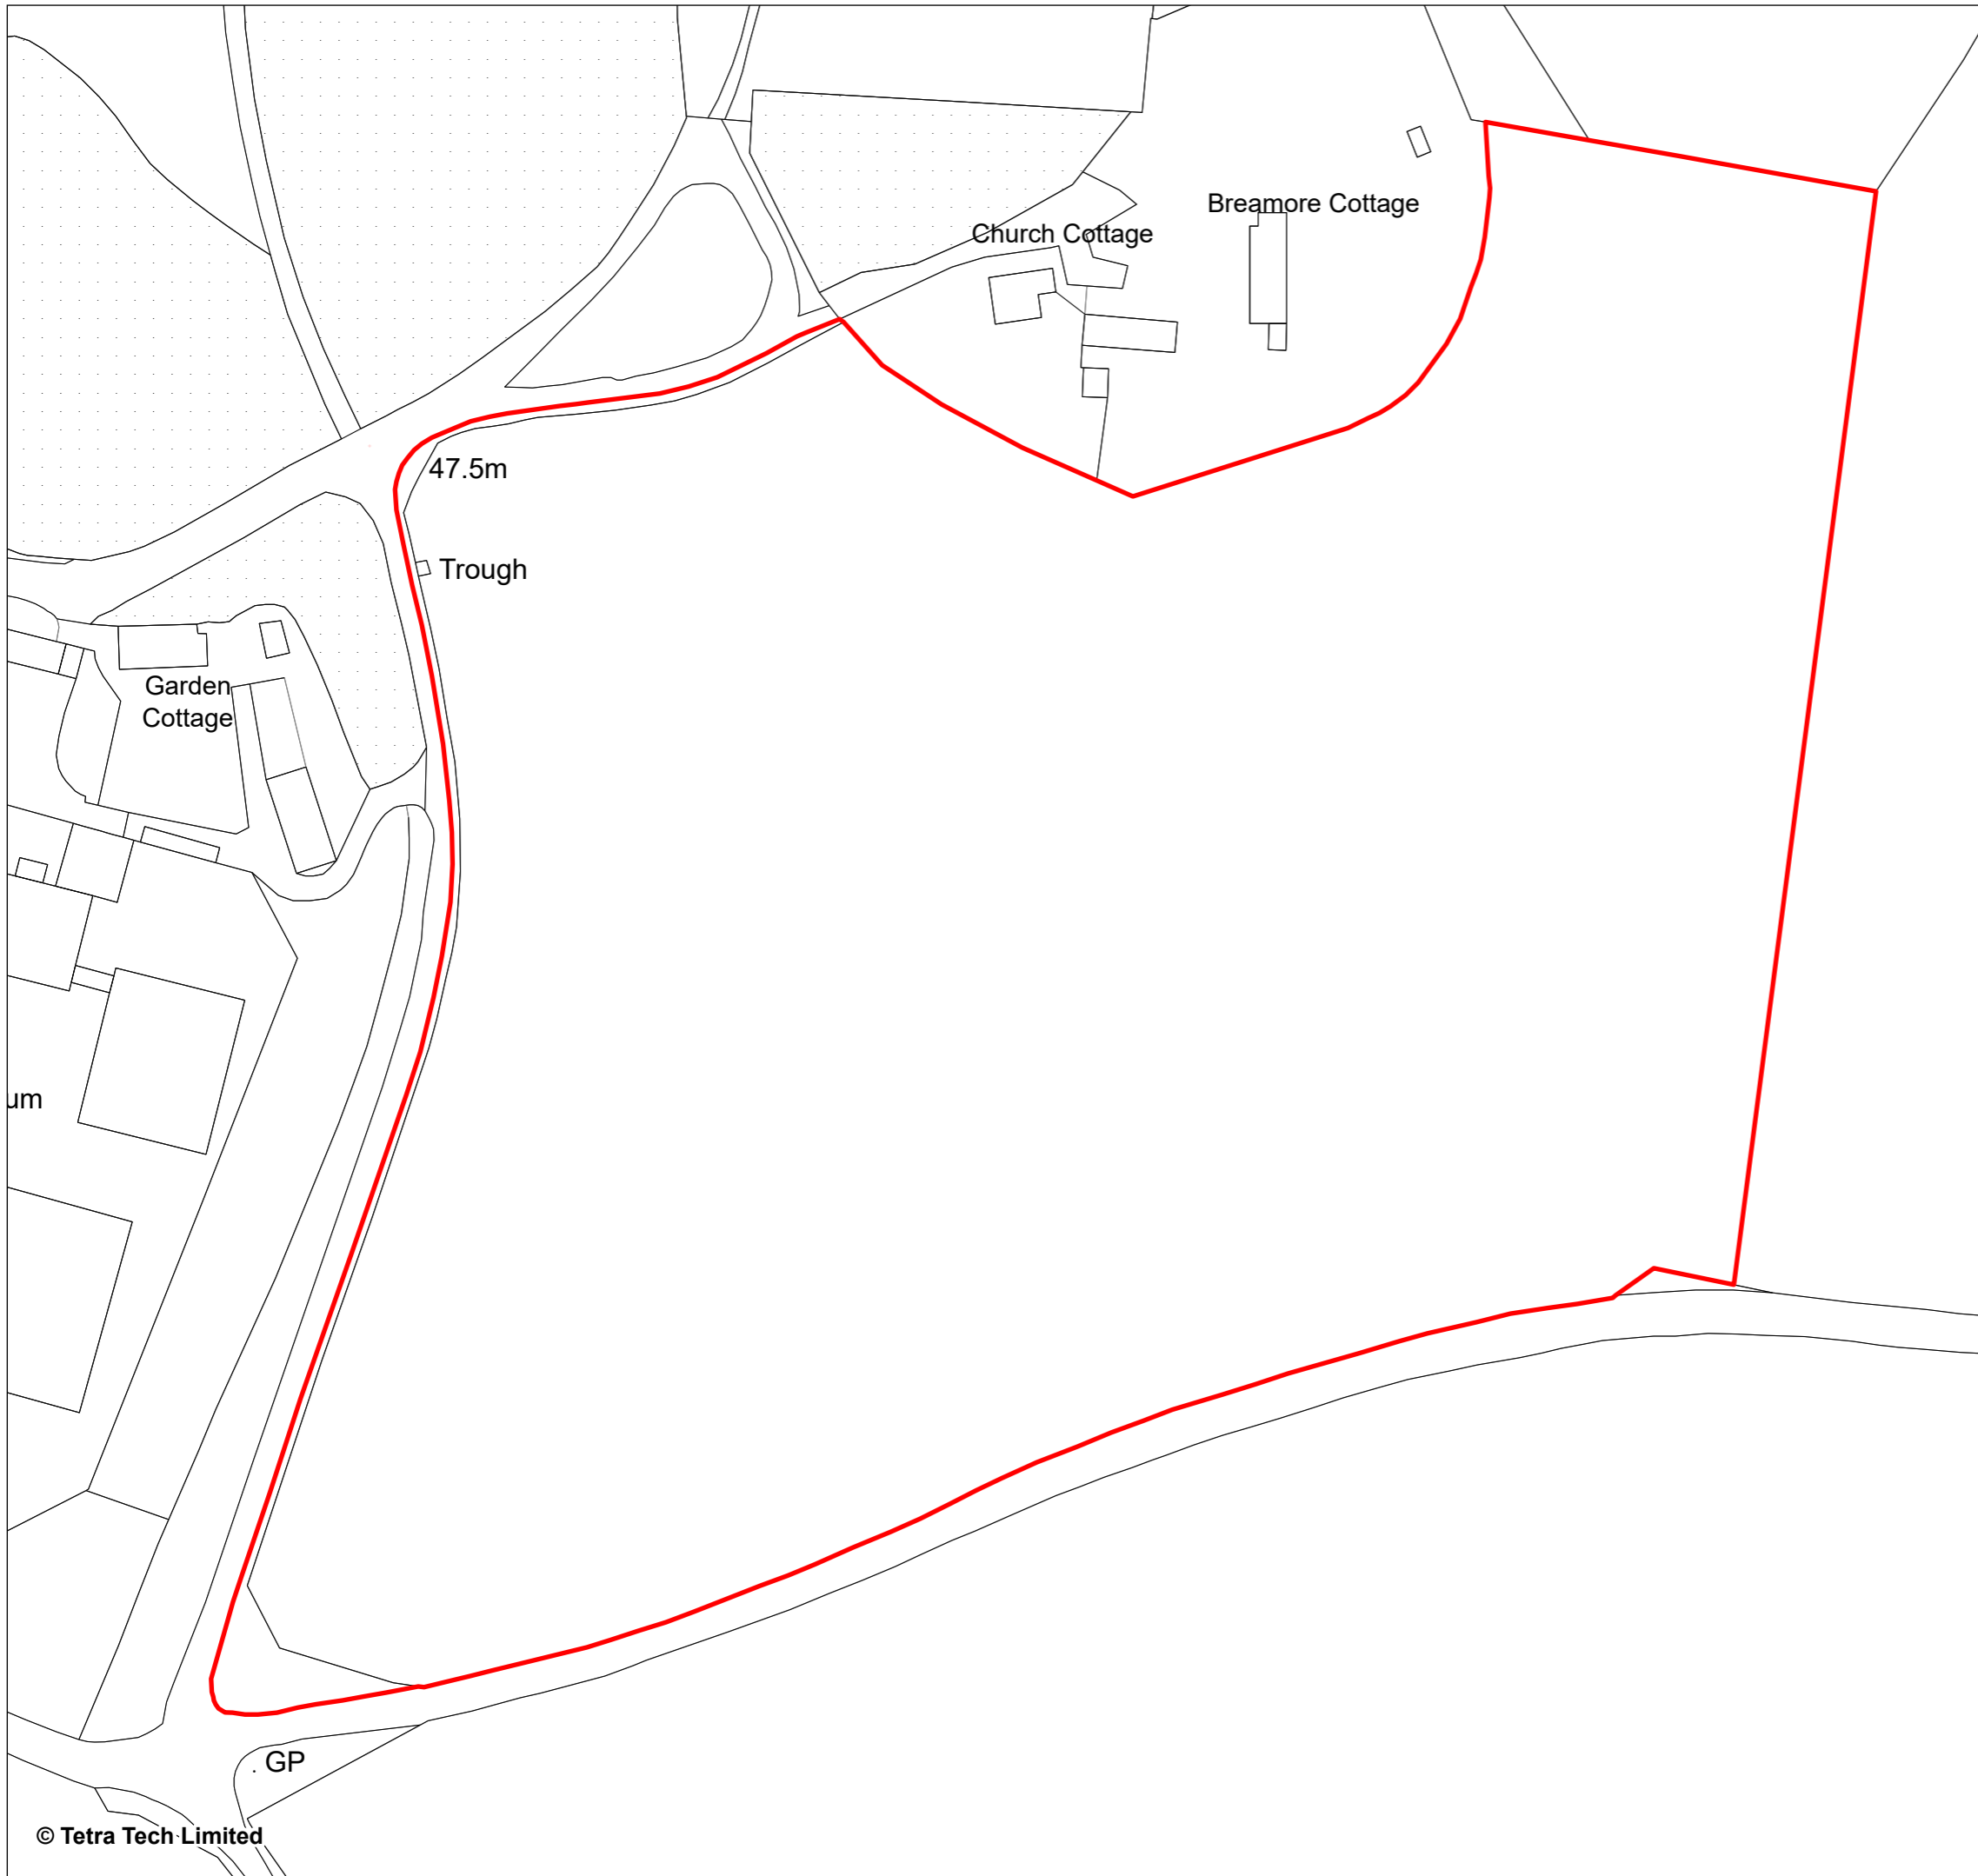 Breamore Cottage
Church Cottage
47.5m
Trough
Garden
Cottage
um
GP
© Tetra Tech Limited